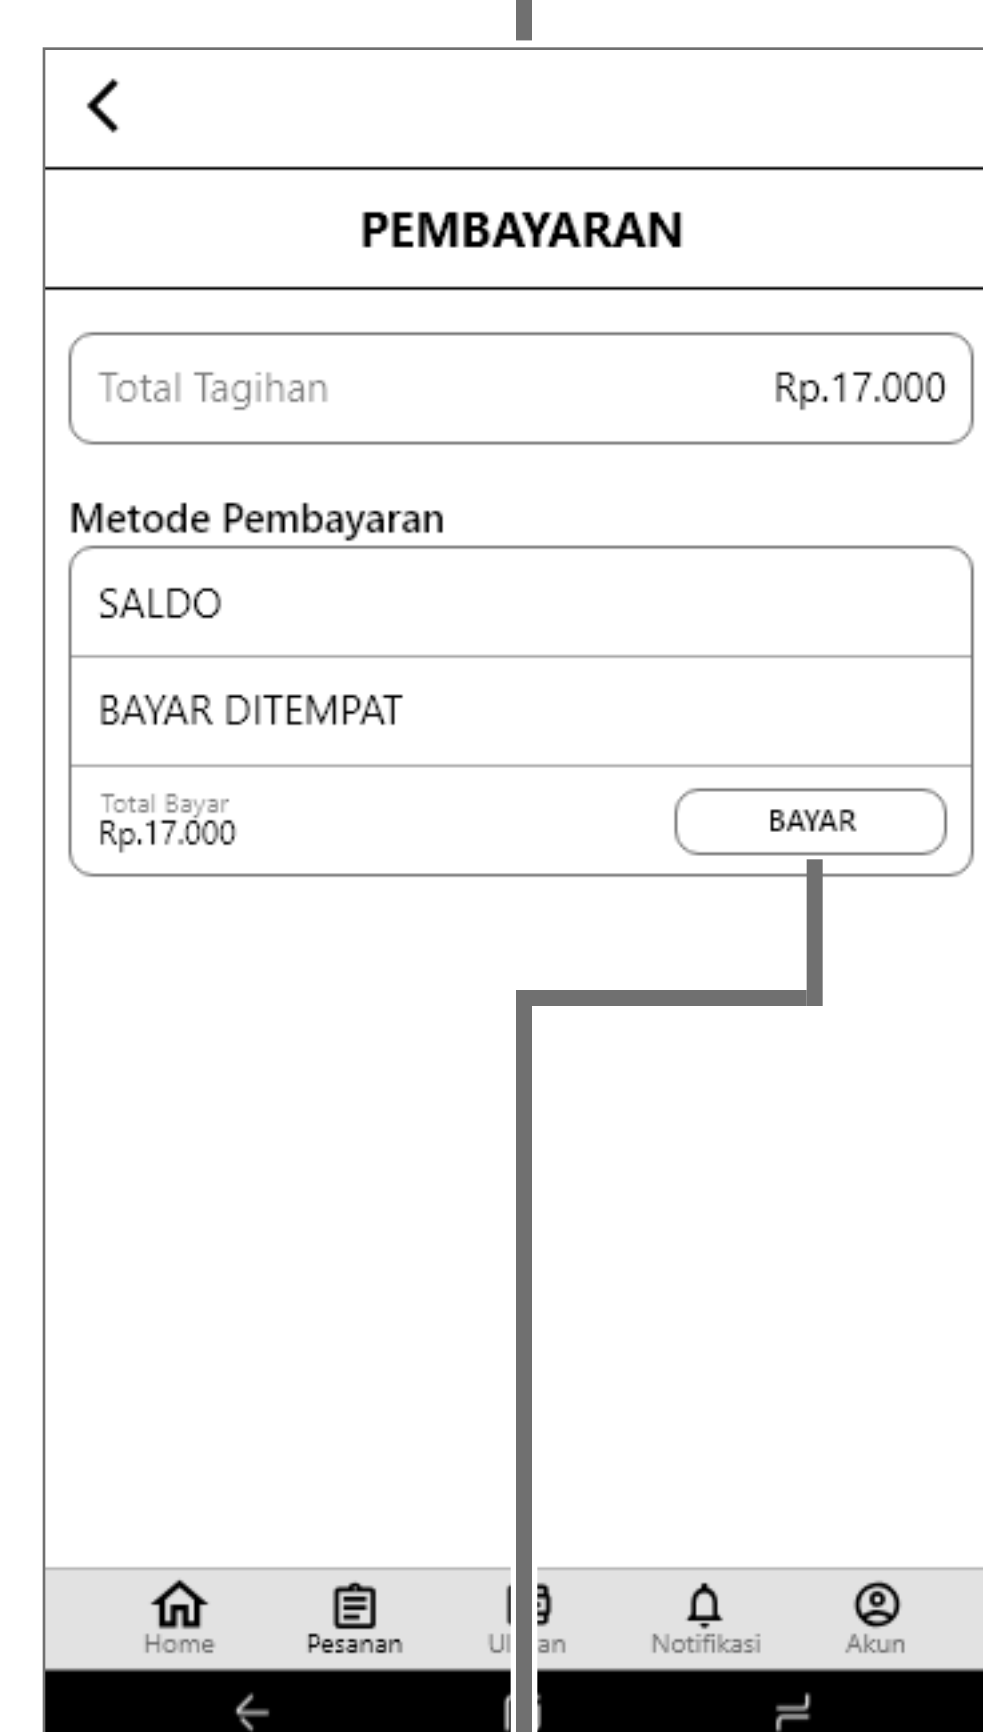 PEMBAYARAN
Total Tagihan Rp.17.000
Metode Pembayaran
SALDO
BAYAR DITEMPAT
Total Bayar
Rp.17.000
BAYAR
Home Pesanan Notifikasi Akun